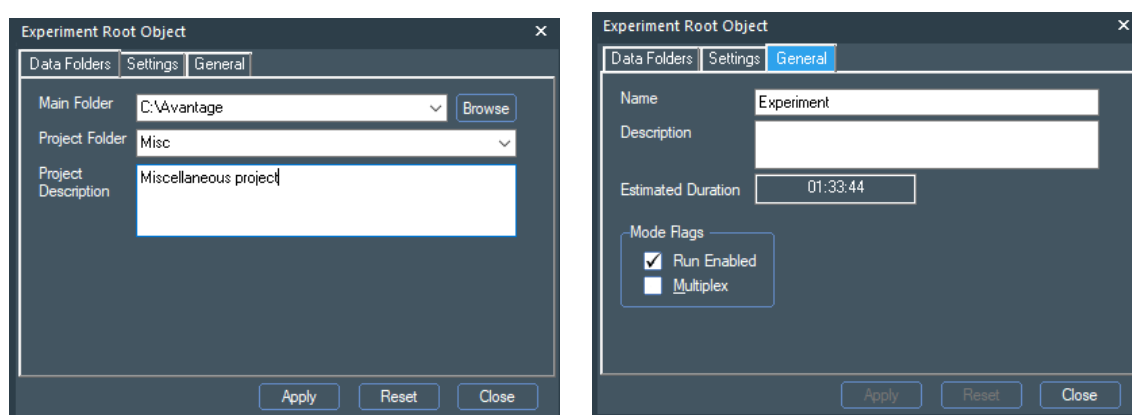 Experiment Root Object
Data Folders Settings General
Main Folder C:\Avantage Browse
Project Folder Misc
Project
Description
Miscellaneous project
Apply Reset Close
Experiment Root Object
Data Folders Settings General
Name Experiment
Description
Estimated Duration 01:33:44
Mode Flags
Run Enabled
Multiplex
Apply Reset Close